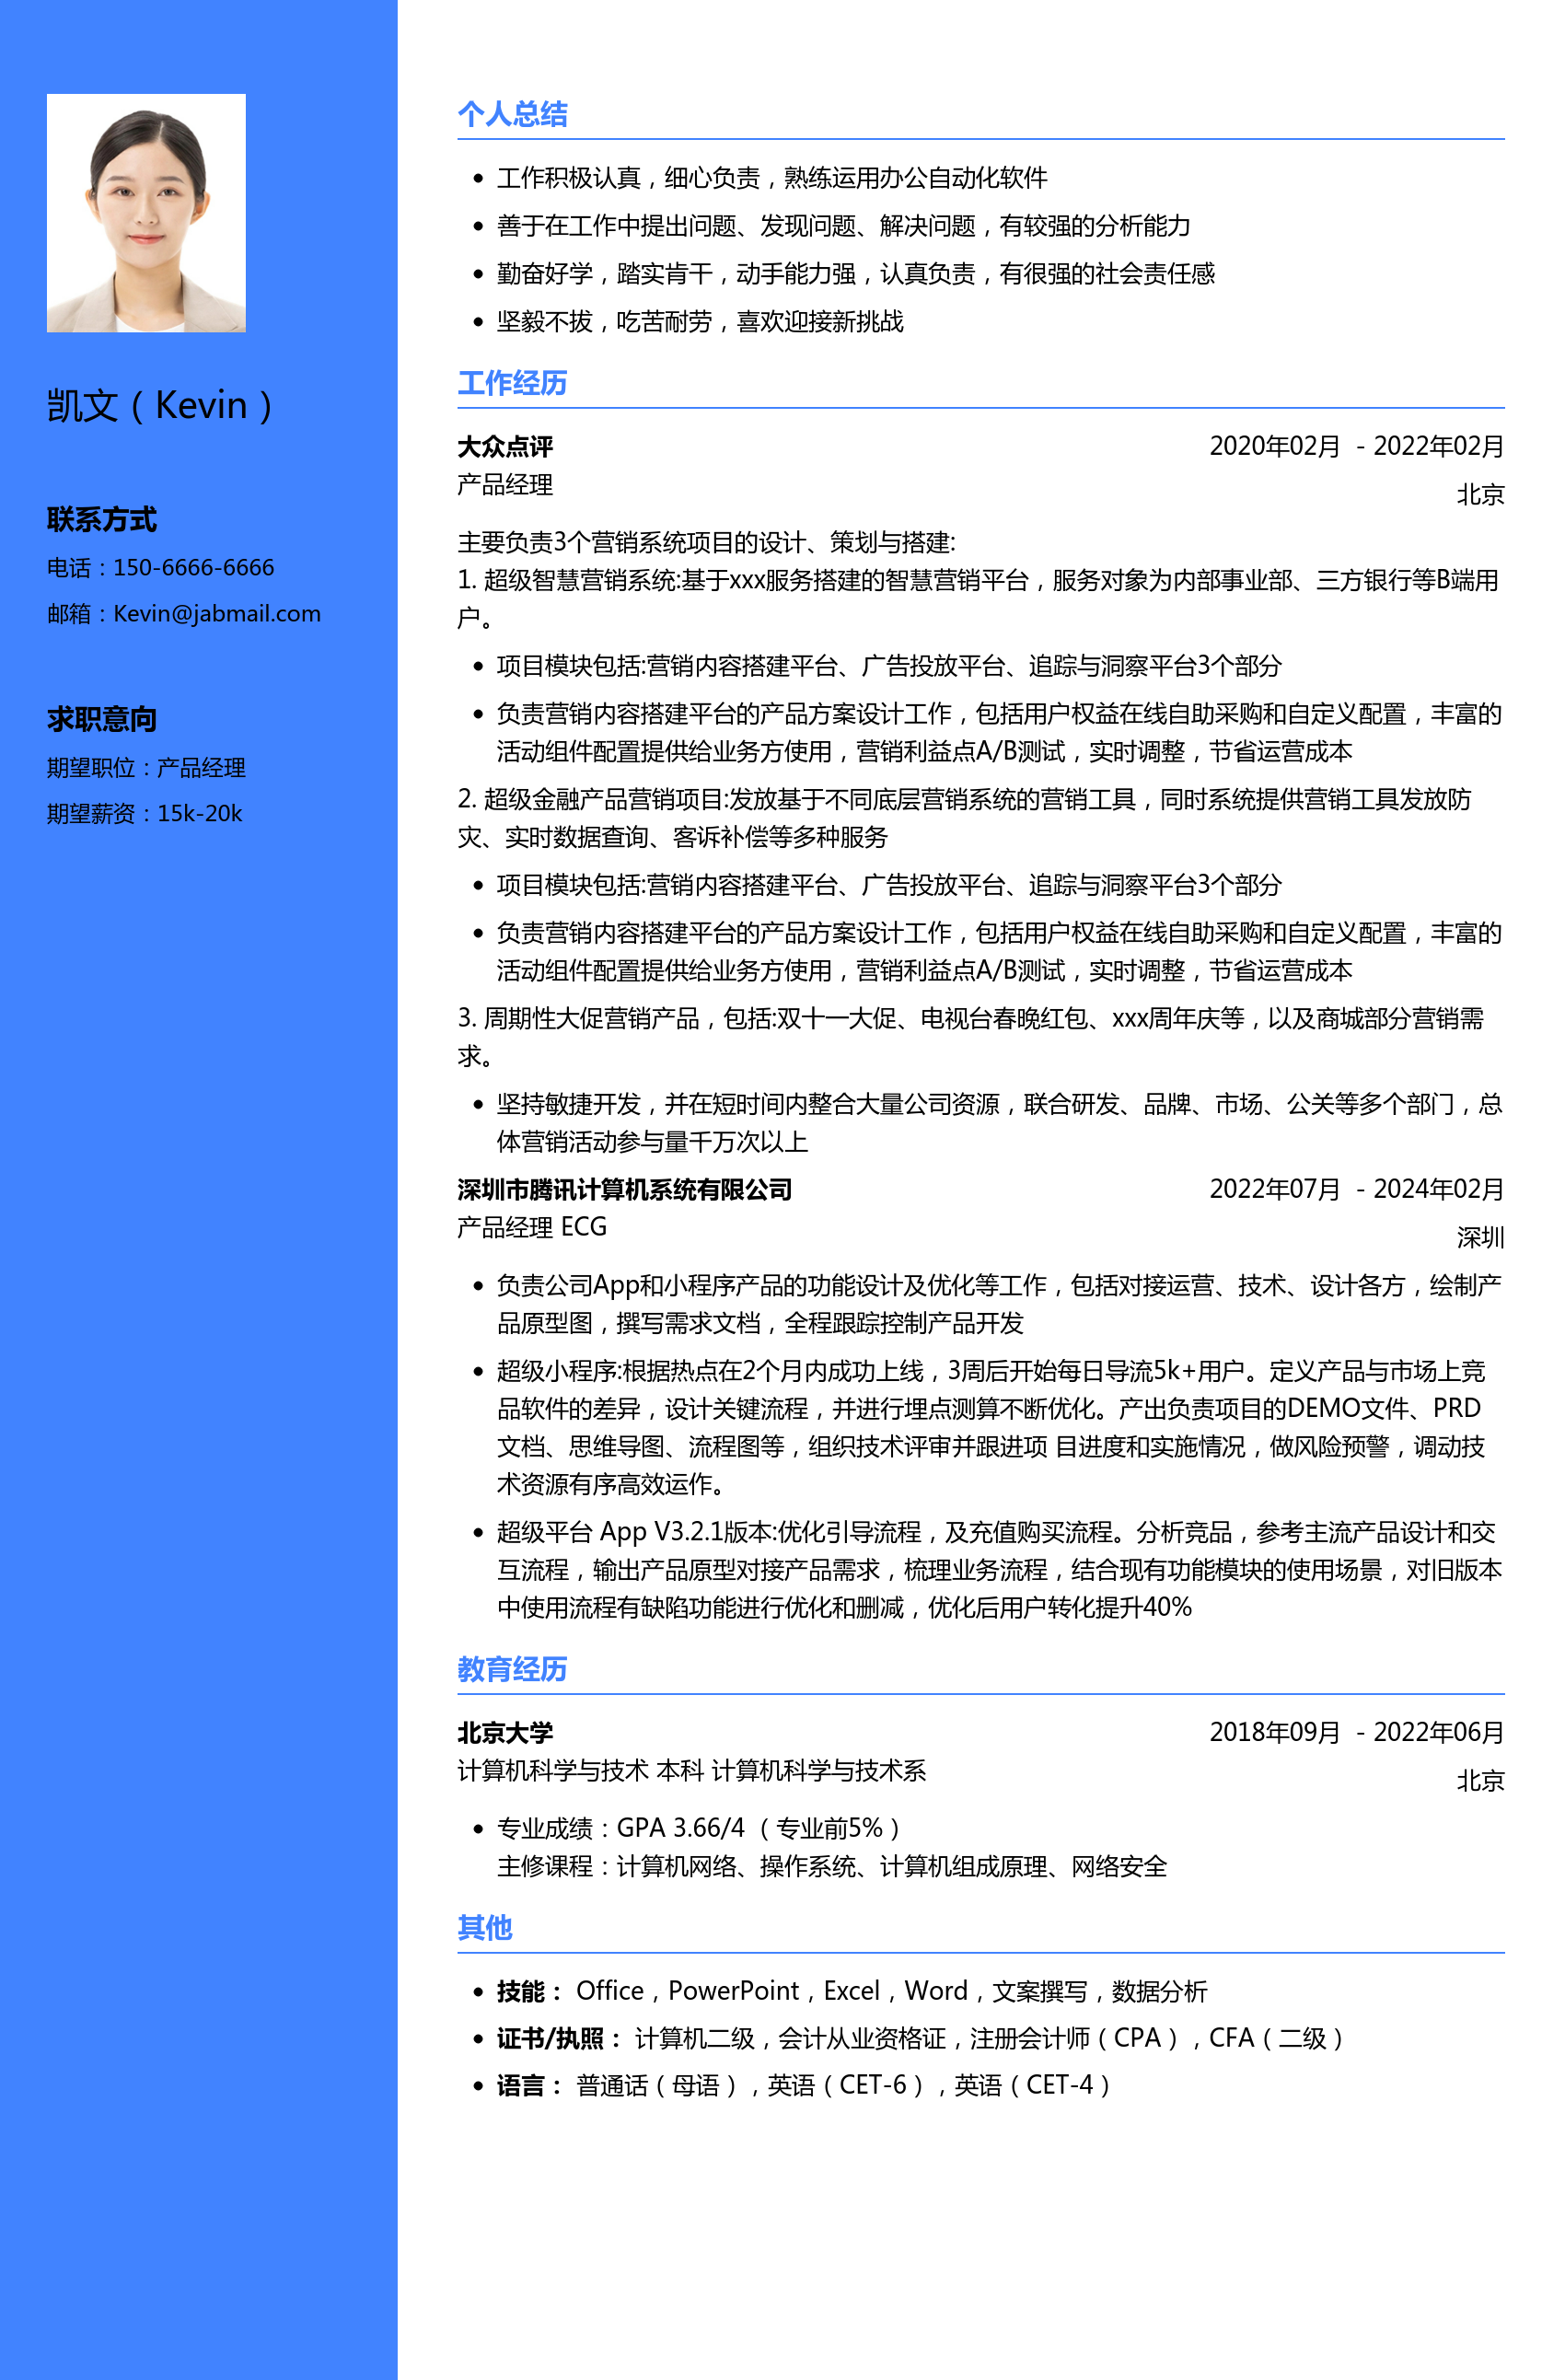 凯文（Kevin）
联系方式
电话：150-6666-6666
邮箱：Kevin@jabmail.com
求职意向
期望职位：产品经理
期望薪资：15k-20k
个人总结
工作积极认真，细心负责，熟练运用办公自动化软件
善于在工作中提出问题、发现问题、解决问题，有较强的分析能力
勤奋好学，踏实肯干，动手能力强，认真负责，有很强的社会责任感
坚毅不拔，吃苦耐劳，喜欢迎接新挑战
工作经历
大众点评 2020年02月 - 2022年02月
产品经理 北京
主要负责3个营销系统项目的设计、策划与搭建:
1. 超级智慧营销系统:基于xxx服务搭建的智慧营销平台，服务对象为内部事业部、三方银行等B端用
户。
项目模块包括:营销内容搭建平台、广告投放平台、追踪与洞察平台3个部分
负责营销内容搭建平台的产品方案设计工作，包括用户权益在线自助采购和自定义配置，丰富的
活动组件配置提供给业务方使用，营销利益点A/B测试，实时调整，节省运营成本
2. 超级金融产品营销项目:发放基于不同底层营销系统的营销工具，同时系统提供营销工具发放防
灾、实时数据查询、客诉补偿等多种服务
项目模块包括:营销内容搭建平台、广告投放平台、追踪与洞察平台3个部分
负责营销内容搭建平台的产品方案设计工作，包括用户权益在线自助采购和自定义配置，丰富的
活动组件配置提供给业务方使用，营销利益点A/B测试，实时调整，节省运营成本
3. 周期性大促营销产品，包括:双十一大促、电视台春晚红包、xxx周年庆等，以及商城部分营销需
求。
坚持敏捷开发，并在短时间内整合大量公司资源，联合研发、品牌、市场、公关等多个部门，总
体营销活动参与量千万次以上
深圳市腾讯计算机系统有限公司 2022年07月 - 2024年02月
产品经理 ECG 深圳
负责公司App和小程序产品的功能设计及优化等工作，包括对接运营、技术、设计各方，绘制产
品原型图，撰写需求文档，全程跟踪控制产品开发
超级小程序:根据热点在2个月内成功上线，3周后开始每日导流5k+用户。定义产品与市场上竞
品软件的差异，设计关键流程，并进行埋点测算不断优化。产出负责项目的DEMO文件、PRD
文档、思维导图、流程图等，组织技术评审并跟进项 目进度和实施情况，做风险预警，调动技
术资源有序高效运作。
超级平台 App V3.2.1版本:优化引导流程，及充值购买流程。分析竞品，参考主流产品设计和交
互流程，输出产品原型对接产品需求，梳理业务流程，结合现有功能模块的使用场景，对旧版本
中使用流程有缺陷功能进行优化和删减，优化后用户转化提升40%
教育经历
北京大学 2018年09月 - 2022年06月
计算机科学与技术 本科 计算机科学与技术系 北京
专业成绩：GPA 3.66/4 （专业前5%）
主修课程：计算机网络、操作系统、计算机组成原理、网络安全
其他
技能： Office，PowerPoint，Excel，Word，文案撰写，数据分析
证书/执照： 计算机二级，会计从业资格证，注册会计师（CPA），CFA（二级）
语言： 普通话（母语），英语（CET-6），英语（CET-4）